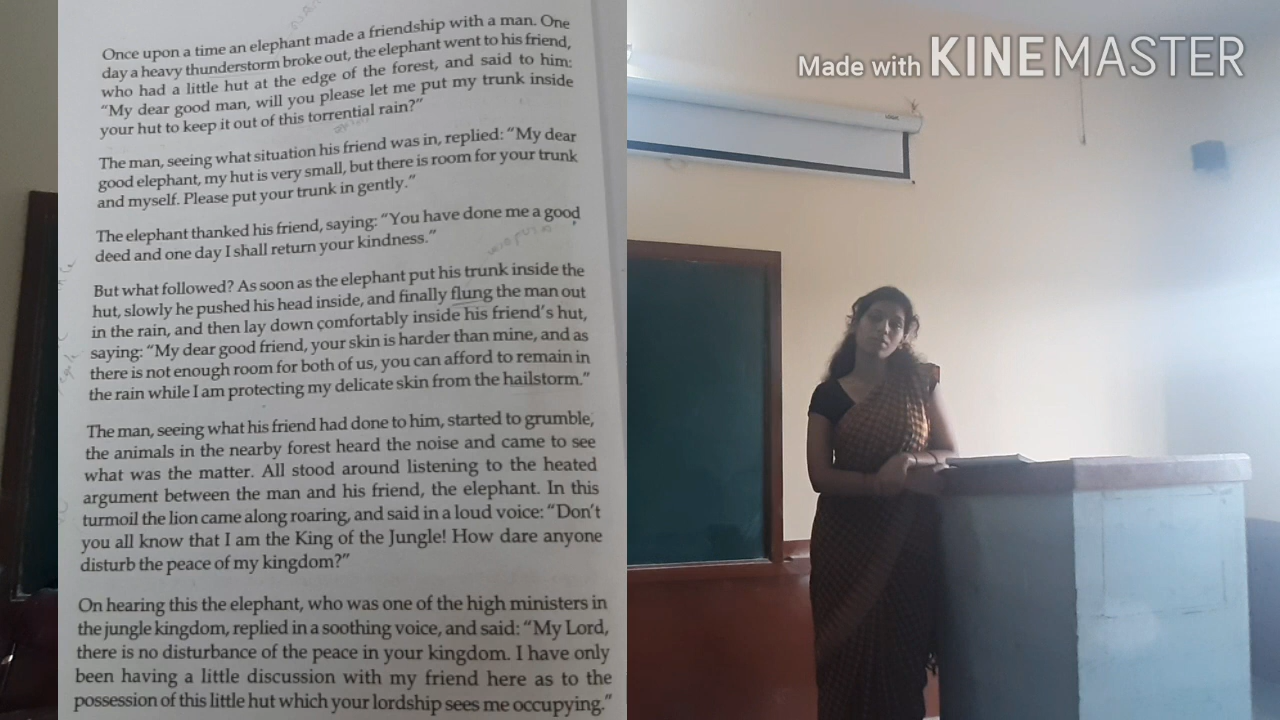 Once upon a time an elephant made a friendship with a man. One
day a heavy thunderstorm broke out, the elephant went to his friend,
who had a little hut at the edge of the forest, and said to him:
“My dear good man, will you please let me put my trunk inside
your hut to keep it out of this torrential rain?”
The man, seeing what situation his friend was in, replied: “My dear
good elephant, my hut is very small, but there is room for your trunk
and myself. Please put your trunk in gently.”
The elephant thanked his friend, saying: “You have done me a good
deed and one day I shall return your kindness.”
But what followed? As soon as the elephant put his trunk inside the
hut, slowly he pushed his head inside, and finally flung the man out
in the rain, and then lay down comfortably inside his friend’s hut,
saying: “My dear good friend, your skin is harder than mine, and as
there is not enough room for both of us, you can afford to remain in
the rain while I am protecting my delicate skin from the hailstorm.”
The man, seeing what his friend had done to him, started to grumble,
the animals in the nearby forest heard the noise and came to see
what was the matter. All stood around listening to the heated
argument between the man and his friend, the elephant. In this
turmoil the lion came along roaring, and said in a loud voice: “Don’t
you all know that I am the King of the Jungle! How dare anyone
disturb the peace of my kingdom?”
On hearing this the elephant, who was one of the high ministers in
the jungle kingdom, replied in a soothing voice, and said: “My Lord,
there is no disturbance of the peace in your kingdom. I have only
been having a little discussion with my friend here as to the
possession of this little hut which your lordship sees me occupying.”
Made with KINEMASTER